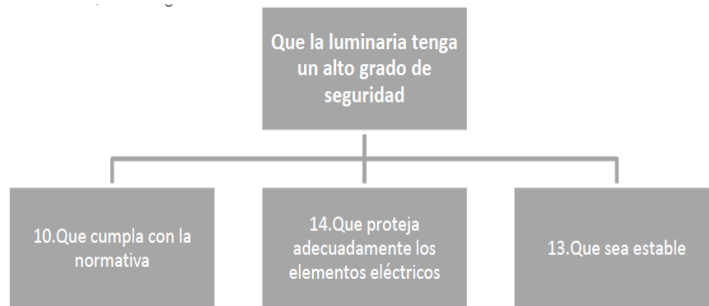 Que la luminaria tenga
un alto grado de
seguridad
10.Que cumpla con la
normativa
14.Que proteja
adecuadamente los
elementos eléctricos
13.Que sea estable